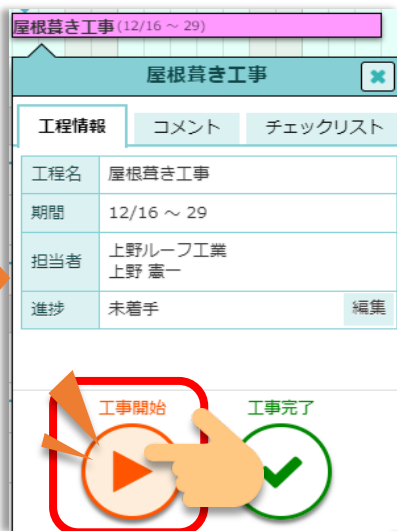 屋根葺き工事(12/16 ～ 29)
屋根葺き工事
工程情報 コメント チェックリスト
工程名 屋根葺き工事
期間 12/16 ～ 29
担当者 上野ルーフ工業
上野 憲一
進捗 未着手 編集
工事開始 工事完了